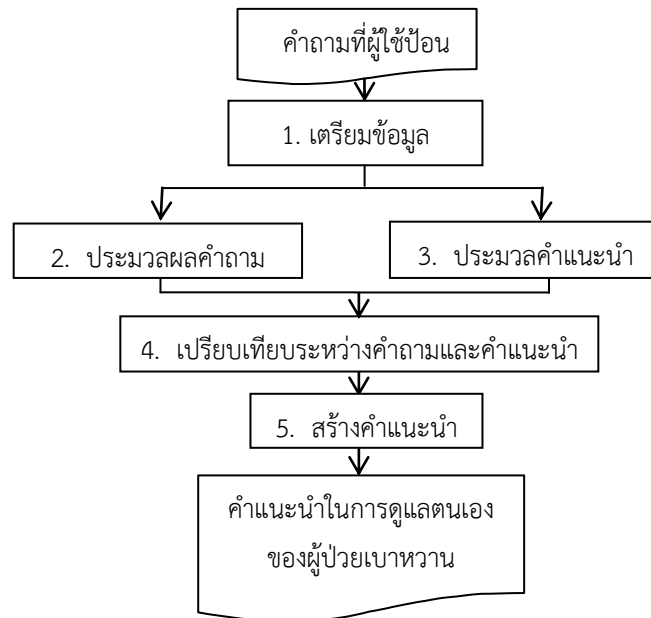 คำถามที่ผู้ใช้ป้อน
1. เตรียมข้อมูล
2. ประมวลผลคำถาม
3. ประมวลคำแนะนำ
4. เปรียบเทียบระหว่างคำถามและคำแนะนำ
5. สร้างคำแนะนำ
คำแนะนำในการดูแลตนเอง
ของผู้ป่วยเบาหวาน